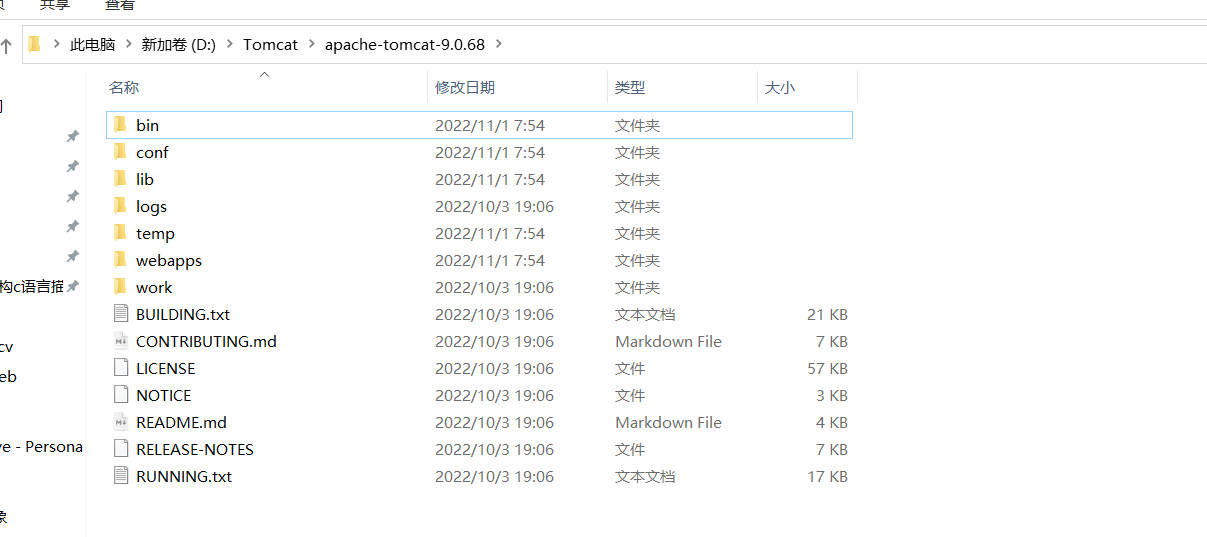 共享 查看
此电脑 新加卷 (D:) Tomcat apache-tomcat-9.0.68
名称 修改日期 类型 大小
bin 2022/11/1 7:54 文件夹
conf 2022/11/1 7:54 文件夹
lib 2022/11/1 7:54 文件夹
logs 2022/10/3 19:06 文件夹
temp 2022/11/1 7:54 文件夹
webapps 2022/11/1 7:54 文件夹
构c语言描
work 2022/10/3 19:06 文件夹
BUILDING.txt 2022/10/3 19:06 文本文档 21 KB
CONTRIBUTING.md 2022/10/3 19:06 Markdown File 7 KB
cv
LICENSE 2022/10/3 19:06 文件 57 KB
eb
NOTICE 2022/10/3 19:06 文件 3 KB
README.md 2022/10/3 19:06 Markdown File 4 KB
ve - Persona
RELEASE-NOTES 2022/10/3 19:06 文件 7 KB
RUNNING.txt 2022/10/3 19:06 文本文档 17 KB
象